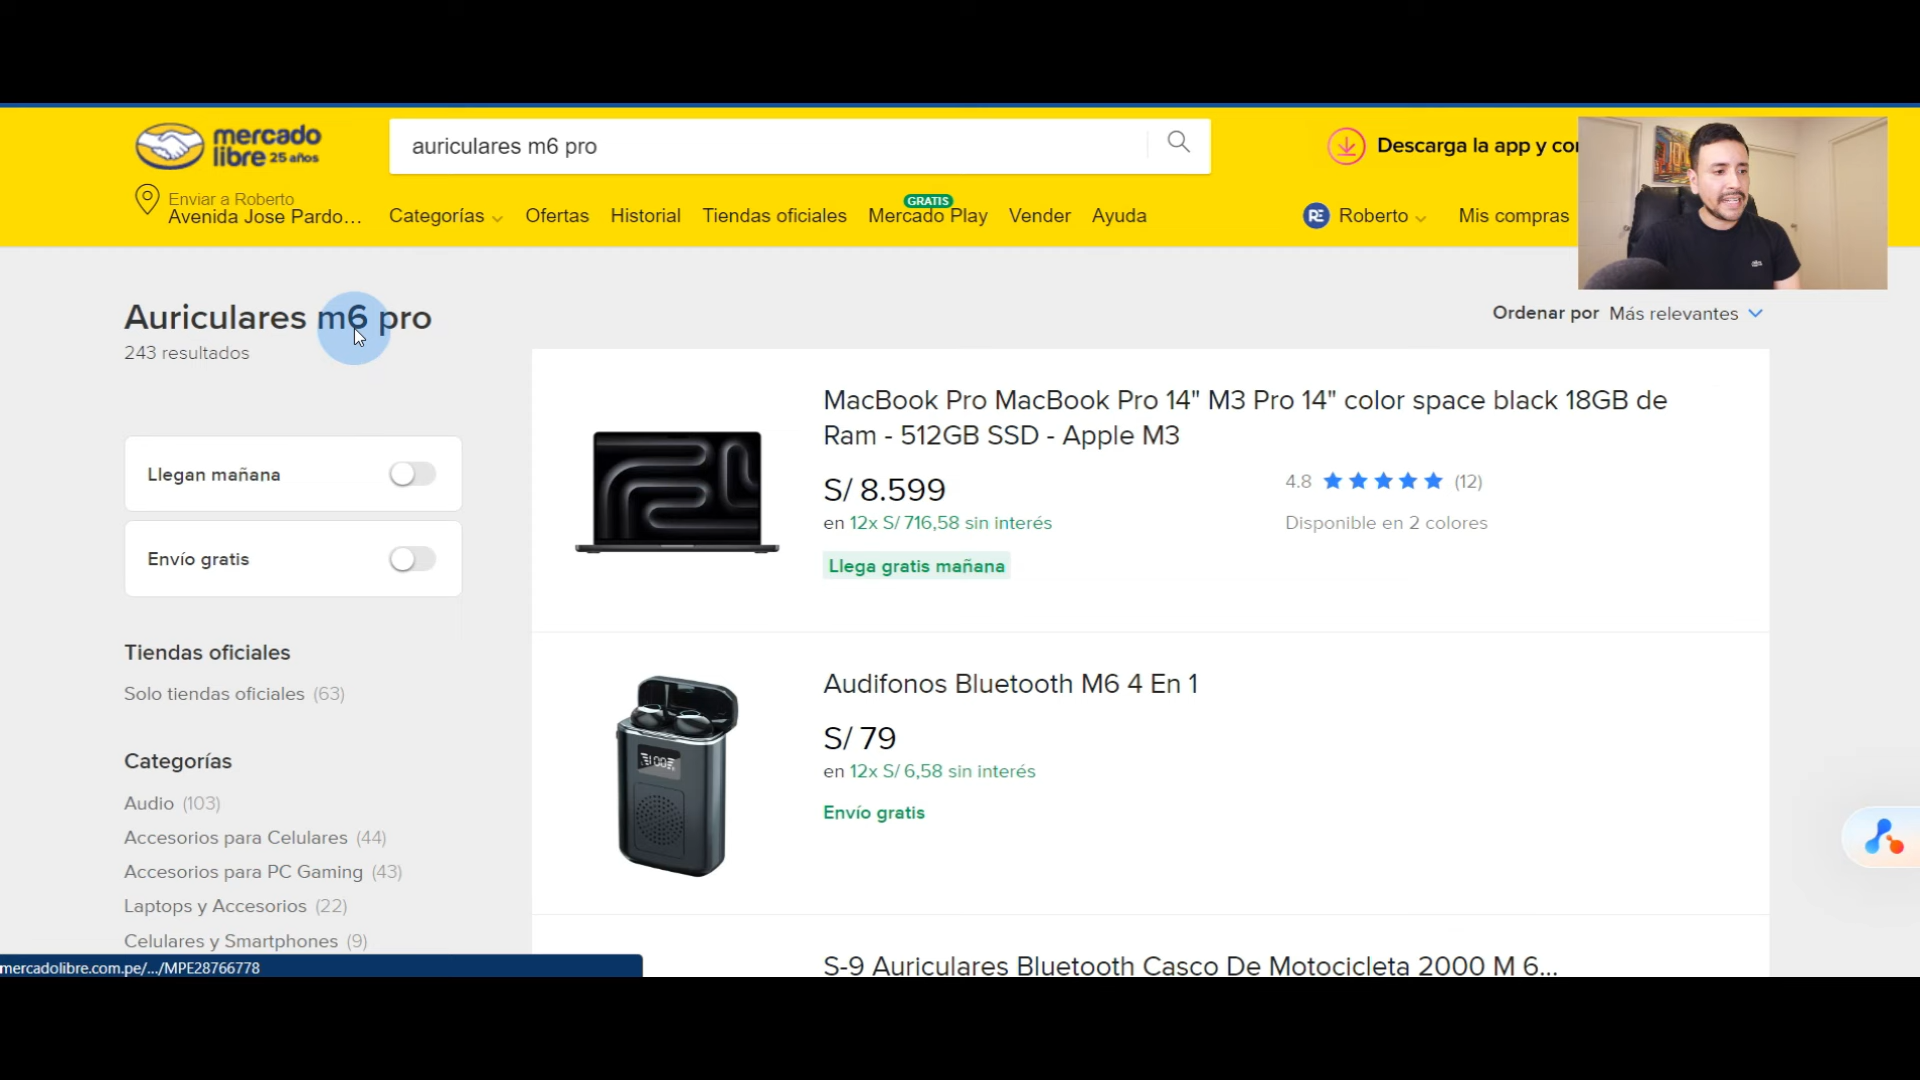 mercado
libre 25 años
auriculares m6 pro
Descarga la app y co
Enviar a Roberto
Avenida Jose Pardo...
Categorías
Ofertas
Historial
Tiendas oficiales
GRATIS
Mercado Play
Vender
Ayuda
RE
Roberto
Mis compras
Auriculares m6 pro
243 resultados
Ordenar por Más relevantes
Llegan mañana
Envío gratis
Tiendas oficiales
Solo tiendas oficiales (63)
Categorías
Audio (103)
Accesorios para Celulares (44)
Accesorios para PC Gaming (43)
Laptops y Accesorios (22)
Celulares y Smartphones (9)
MacBook Pro MacBook Pro 14" M3 Pro 14" color space black 18GB de
Ram - 512GB SSD - Apple M3
S/ 8.599
en 12x S/ 716,58 sin interés
Llega gratis mañana
4.8 (12)
Disponible en 2 colores
Audifonos Bluetooth M6 4 En 1
S/ 79
en 12x S/ 6,58 sin interés
Envío gratis
S-9 Auriculares Bluetooth Casco De Motocicleta 2000 M 6...
mercadolibre.com.pe/.../MPE28766778